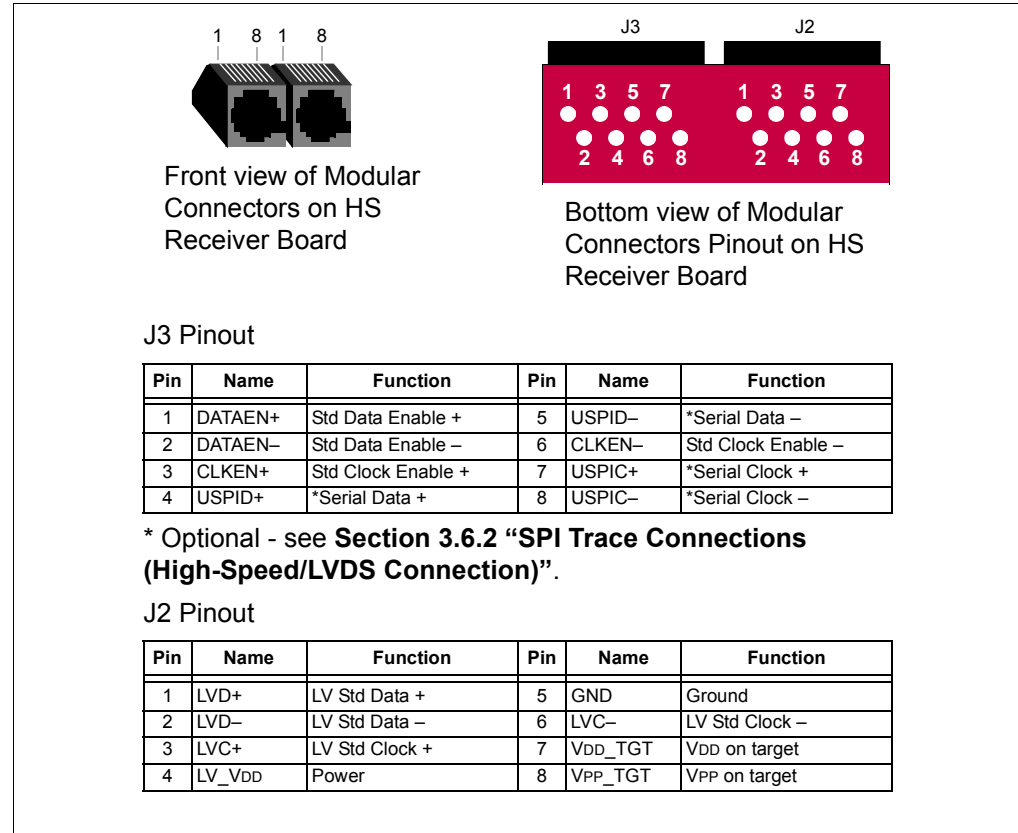 1 8 1 8
Front view of Modular
Connectors on HS
Receiver Board
J3 J2
1 3 5 7 1 3 5 7
2 4 6 8 2 4 6 8
Bottom view of Modular
Connectors Pinout on HS
Receiver Board
J3 Pinout
Pin Name Function Pin Name Function
1 DATAEN+ Std Data Enable + 5 USPID– *Serial Data –
2 DATAEN– Std Data Enable – 6 CLKEN– Std Clock Enable –
3 CLKEN+ Std Clock Enable + 7 USPIC+ *Serial Clock +
4 USPID+ *Serial Data + 8 USPIC– *Serial Clock –
* Optional - see Section 3.6.2 “SPI Trace Connections
(High-Speed/LVDS Connection)”.
J2 Pinout
Pin Name Function Pin Name Function
1 LVD+ LV Std Data + 5 GND Ground
2 LVD– LV Std Data – 6 LVC– LV Std Clock –
3 LVC+ LV Std Clock + 7 VDD_TGT VDD on target
4 LV_VDD Power 8 VPP_TGT VPP on target